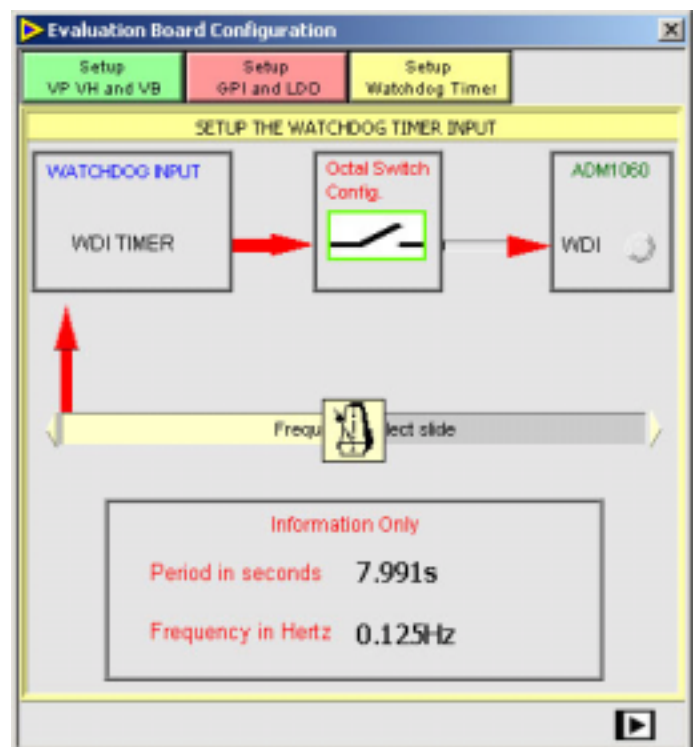 Evaluation Board Configuration
Setup
VP VH and VB
Setup
GPI and LDO
Setup
Watchdog Timer
SETUP THE WATCHDOG TIMER INPUT
WATCHDOG INPUT
WDI TIMER
Octal Switch
Config.
ADM1060
WDI
Frequ lect slide
Information Only
Period in seconds 7.991s
Frequency in Hertz 0.125Hz